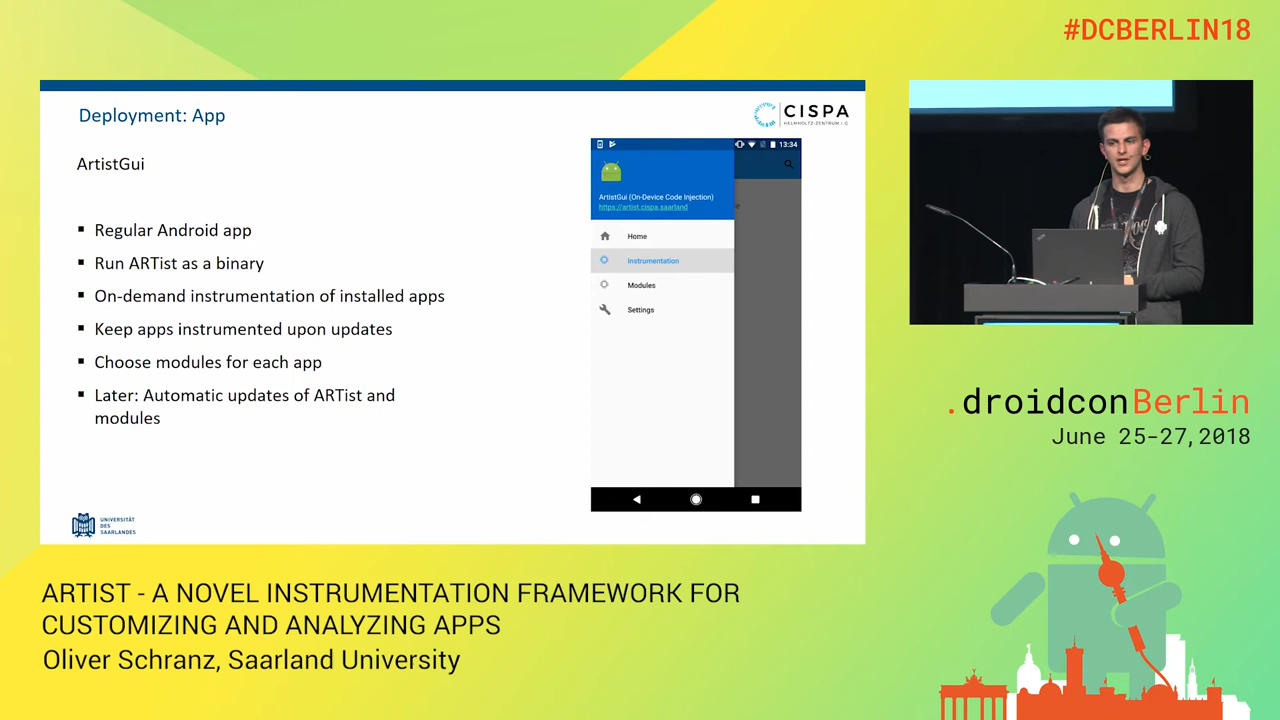 #DCBERLIN18
Deployment: App
CISPA
HELMHOLTZ-ZENTRUM i.G.
ArtistGui
▪ Regular Android app
▪ Run ARTist as a binary
▪ On-demand instrumentation of installed apps
▪ Keep apps instrumented upon updates
▪ Choose modules for each app
▪ Later: Automatic updates of ARTist and
modules
13:34
ArtistGui (On-Device Code Injection)
https://artist.cispa.saarland
Home
Instrumentation
Modules
Settings
UNIVERSITÄT
DES
SAARLANDES
.droidconBerlin
June 25-27, 2018
ARTIST - A NOVEL INSTRUMENTATION FRAMEWORK FOR
CUSTOMIZING AND ANALYZING APPS
Oliver Schranz, Saarland University